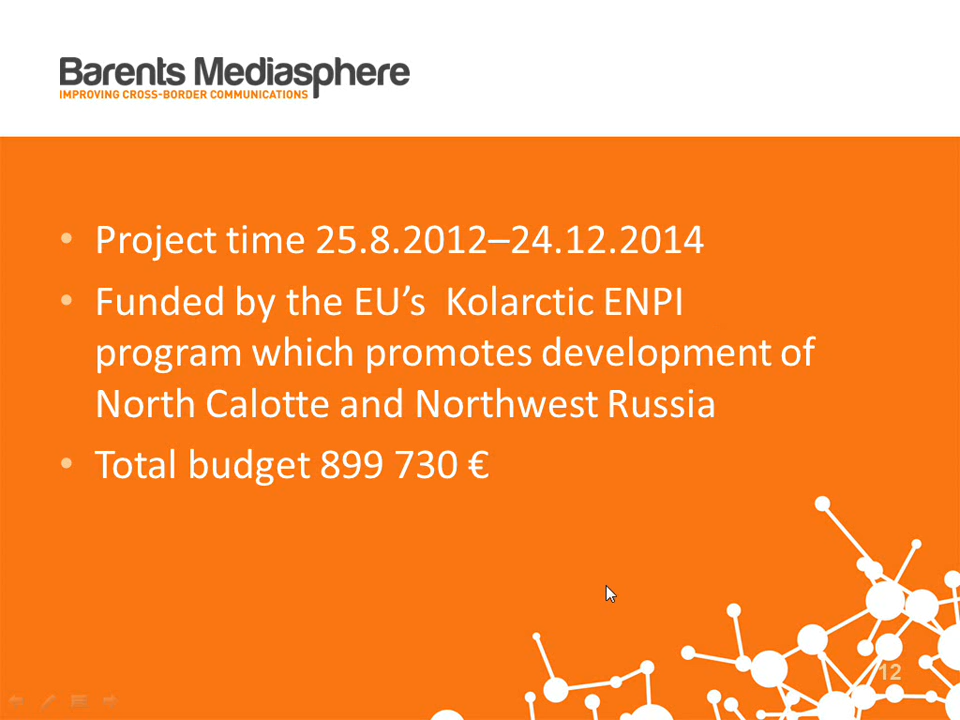 Barents Mediasphere
IMPROVING CROSS-BORDER COMMUNICATIONS
• Project time 25.8.2012–24.12.2014
• Funded by the EU’s Kolarctic ENPI
program which promotes development of
North Calotte and Northwest Russia
• Total budget 899 730 €
12